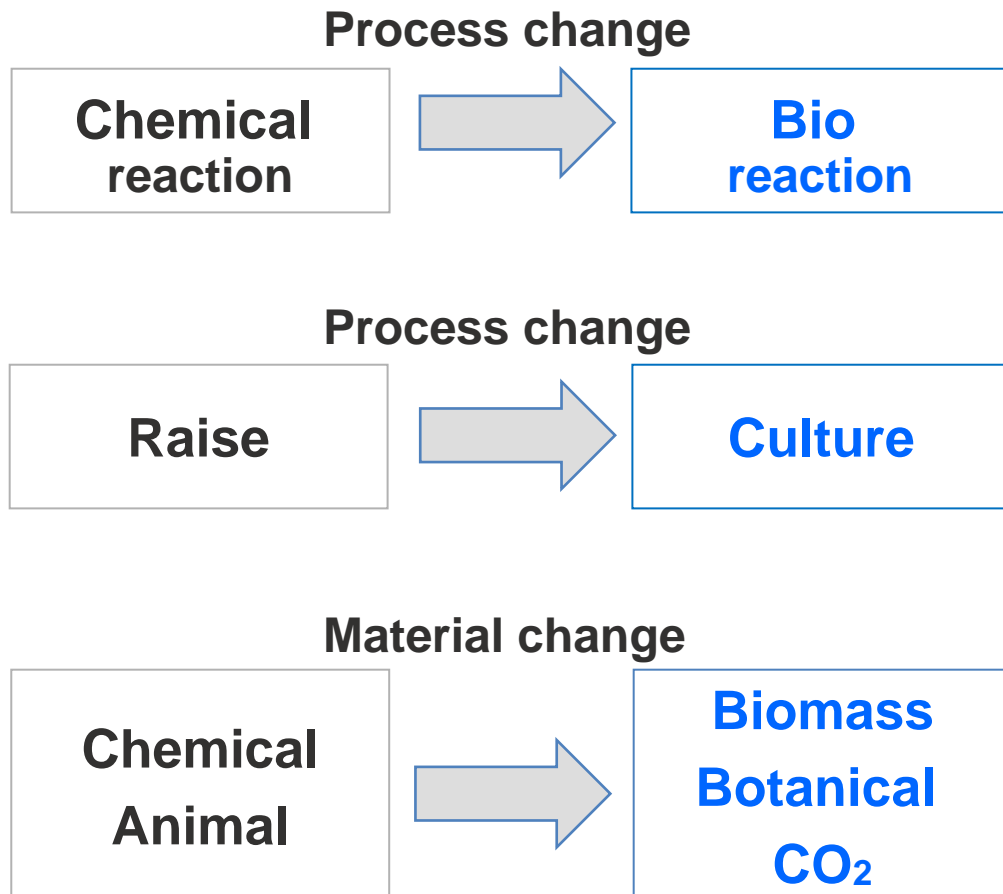 Process change
Chemical
reaction
Bio
reaction
Process change
Raise
Culture
Material change
Chemical
Animal
Biomass
Botanical
CO₂